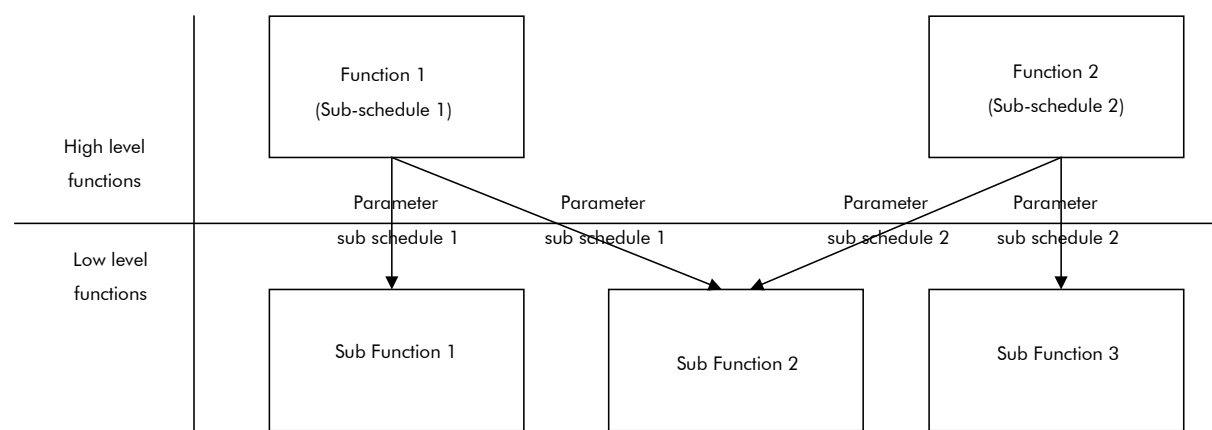 Function 1
(Sub-schedule 1)
Function 2
(Sub-schedule 2)
High level
functions
Parameter
sub schedule 1
Parameter
sub schedule 1
Parameter
sub schedule 2
Parameter
sub schedule 2
Low level
functions
Sub Function 1
Sub Function 2
Sub Function 3